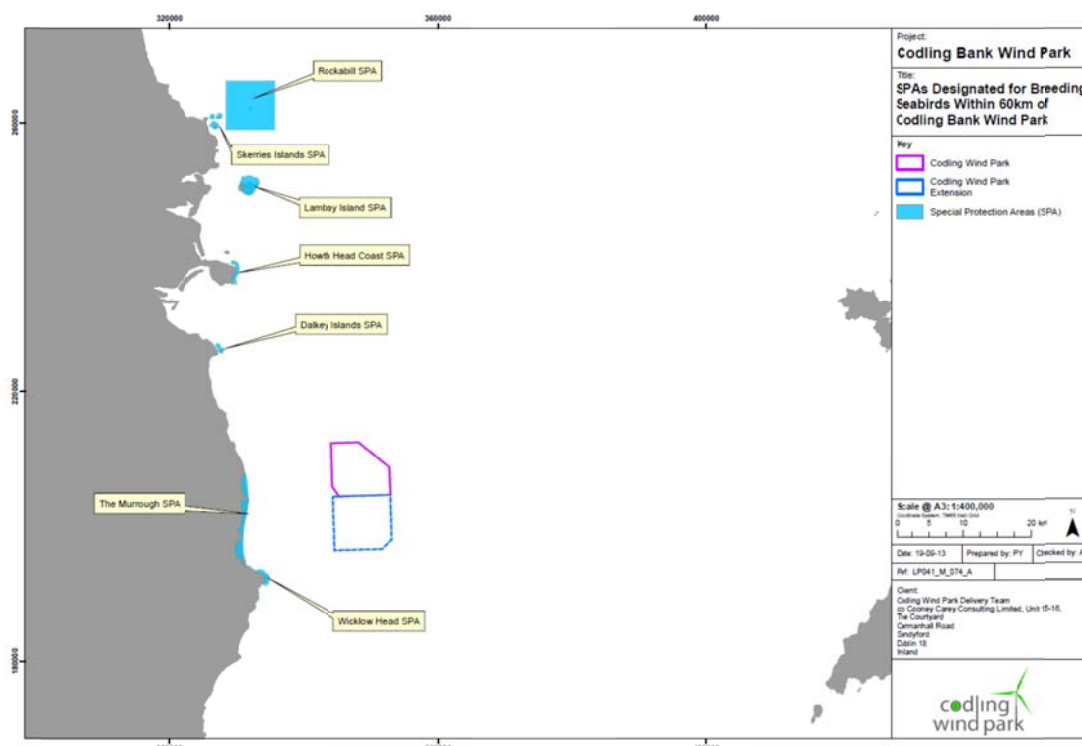 320000
360000
400000
260000
220000
180000
Rockabill SPA
Skerries Islands SPA
Lambay Island SPA
Howth Head Coast SPA
Dalkey Islands SPA
The Murrough SPA
Wicklow Head SPA
Project:
Codling Bank Wind Park
Title:
SPAs Designated for Breeding
Seabirds Within 60km of
Codling Bank Wind Park
Key
Codling Wind Park
Codling Wind Park
Extension
Special Protection Areas (SPA)
Scale @ A3: 1:400,000
0 5 10 20 km
N
Date: 19-09-13
Prepared by: PY
Checked by: A
Ref: LP041_M_074_A
Client:
Codling Wind Park Delivery Team
co Cooney Carey Consulting Limited, Unit 15-16,
The Courtyard
Carmanhall Road
Sandyford
Dublin 18
codling
wind park